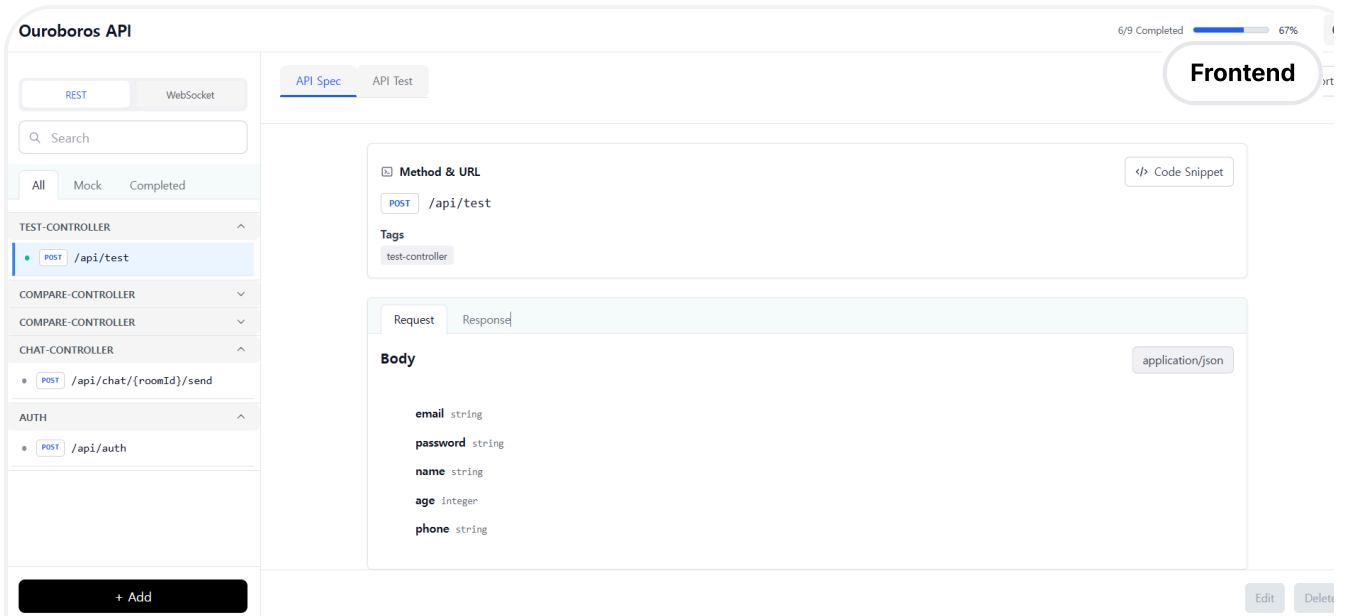 Ouroboros API
6/9 Completed 67%
Frontend
REST WebSocket
Search
All Mock Completed
TEST-CONTROLLER
POST /api/test
COMPARE-CONTROLLER
COMPARE-CONTROLLER
CHAT-CONTROLLER
POST /api/chat/{roomId}/send
AUTH
POST /api/auth
+ Add
API Spec API Test
Method & URL
</> Code Snippet
POST /api/test
Tags
test-controller
Request Response
Body
application/json
email string
password string
name string
age integer
phone string
Edit Delete